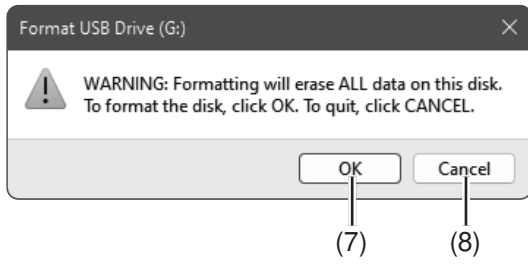 Format USB Drive (G:)
WARNING: Formatting will erase ALL data on this disk.
To format the disk, click OK. To quit, click CANCEL.
OK Cancel
(7) (8)